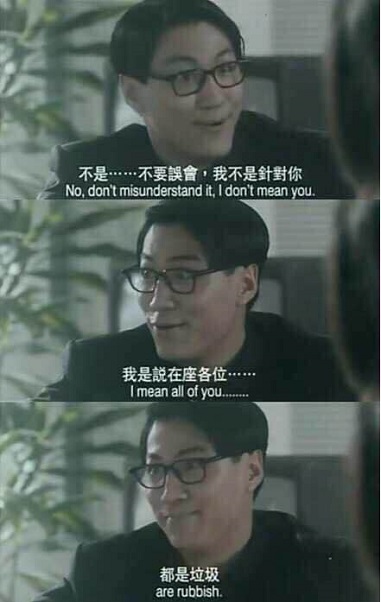 不是……不要誤會，我不是針對你
No, don't misunderstand it, I don't mean you.
我是説在座各位……
I mean all of you........
都是垃圾
are rubbish.